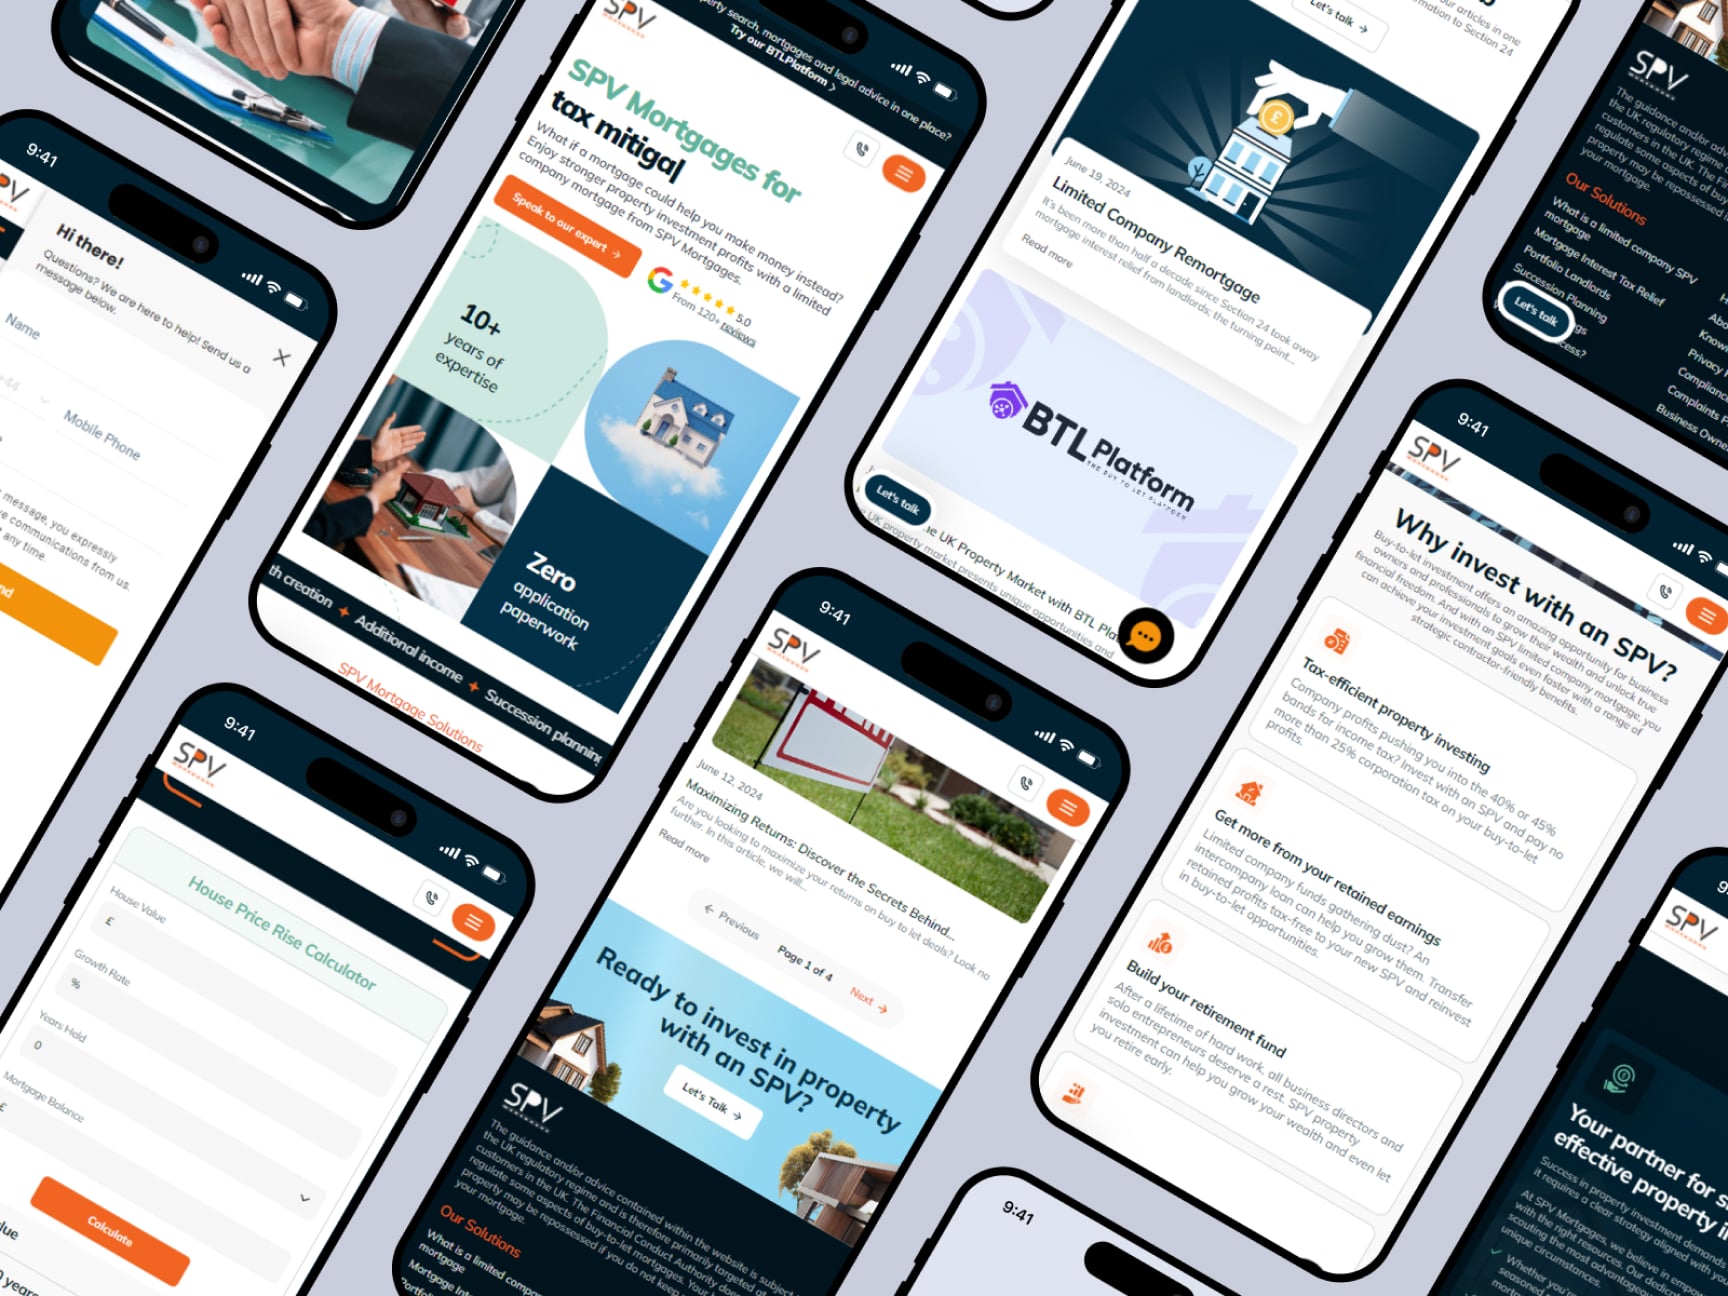 9:41
Hi there!
Questions? We are here to help! Send us a
message below.
Name
+44
Mobile Phone
message, you expressly
communications from us.
any time.
SPV
property search, mortgages and legal advice in one place?
Try our BTLPlatform >
SPV Mortgages for
tax mitiga
What if a mortgage could help you make money instead?
Enjoy stronger property investment profits with a limited
company mortgage from SPV Mortgages.
Speak to our expert →
G
5.0
From 120+ reviews
10+
years of
expertise
Zero
application
paperwork
creation
Additional income
Succession planning
SPV Mortgage Solutions
Let's talk →
June 19, 2024
Limited Company Remortgage
It's been more than half a decade since Section 24 took away
mortgage interest relief from landlords; the turning point...
Read more
BTL Platform
THE BUY TO LET PLATFORM
Let's talk
UK Property Market with BTL
UK property market presents unique opportunities and
SPV
MORTGAGES
The guidance and/or
the UK regulatory regime
customers in the UK. The
regulate some aspects of
property may be repossessed
your mortgage.
Our Solutions
What is a limited company SPV
mortgage
Mortgage Interest Tax Relief
Portfolio Landlords
Succession Planning
Let's talk
Privacy
Business Owner
9:41
SPV
MORTGAGES
House Price Rise Calculator
House Value
£
Growth Rate
%
Years Held
0
Mortgage Balance
£
Calculate
years
9:41
SPV
MORTGAGES
June 12, 2024
Maximizing Returns: Discover the Secrets Behind...
Are you looking to maximize your returns on buy to let deals? Look no
further. In this article, we will...
Read more
← Previous
Page 1 of 4
Next →
Ready to invest in property
with an SPV?
Let's Talk →
SPV
MORTGAGES
The guidance and/or advice contained within the website is subject
the UK regulatory regime and is therefore primarily targeted at
customers in the UK. The Financial Conduct Authority does
regulate some aspects of buy-to-let mortgages. Your
property may be repossessed if you do not keep
your mortgage.
Our Solutions
What is a limited company
mortgage
Mortgage
9:41
SPV
MORTGAGES
Why invest with an SPV?
Buy-to-let investment offers an amazing opportunity for business
owners and professionals to grow their wealth and unlock true
financial freedom. And with an SPV limited company mortgage, you
can achieve your investment goals even faster with a range of
strategic contractor-friendly benefits.
Tax-efficient property investing
Company profits pushing you into the 40% or 45%
bands for income tax? Invest with an SPV and pay no
more than 25% corporation tax on your buy-to-let
profits.
Get more from your retained earnings
Limited company funds gathering dust? An
intercompany loan can help you grow them. Transfer
retained profits tax-free to your new SPV and reinvest
in buy-to-let opportunities.
Build your retirement fund
After a lifetime of hard work, all business directors and
solo entrepreneurs deserve a rest. SPV property
investment can help you grow your wealth and even let
you retire early.
9:41
SPV
MORTGAGES
Your partner for
effective property
Success in property investment demands
it requires a clear strategy aligned with
At SPV Mortgages, we believe in
with the right resources. Our
scouting the most
unique circumstances.
Whether you're
seasoned